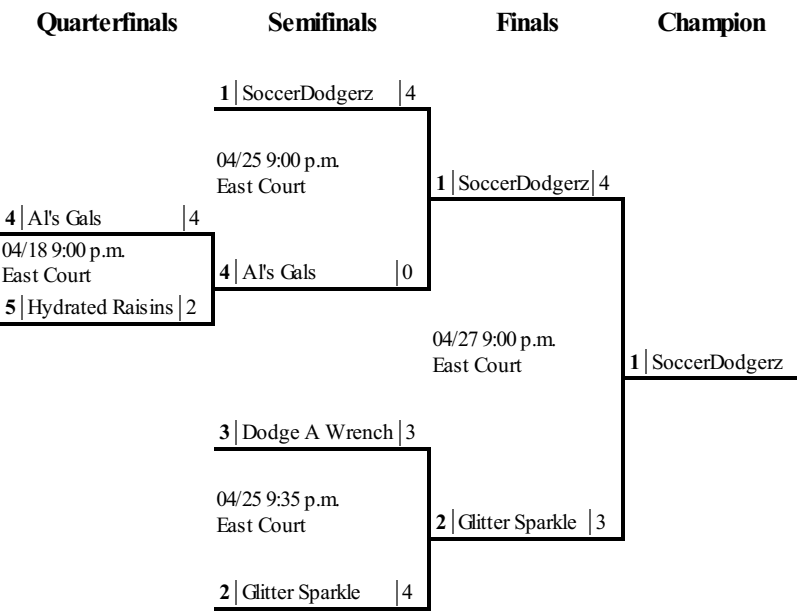 Quarterfinals Semifinals Finals Champion
1 SoccerDodgerz 4
04/25 9:00 p.m.
East Court
1 SoccerDodgerz 4
4 Al's Gals 4
04/18 9:00 p.m.
East Court
4 Al's Gals 0
5 Hydrated Raisins 2
04/27 9:00 p.m.
East Court
1 SoccerDodgerz
3 Dodge A Wrench 3
04/25 9:35 p.m.
East Court
2 Glitter Sparkle 3
2 Glitter Sparkle 4